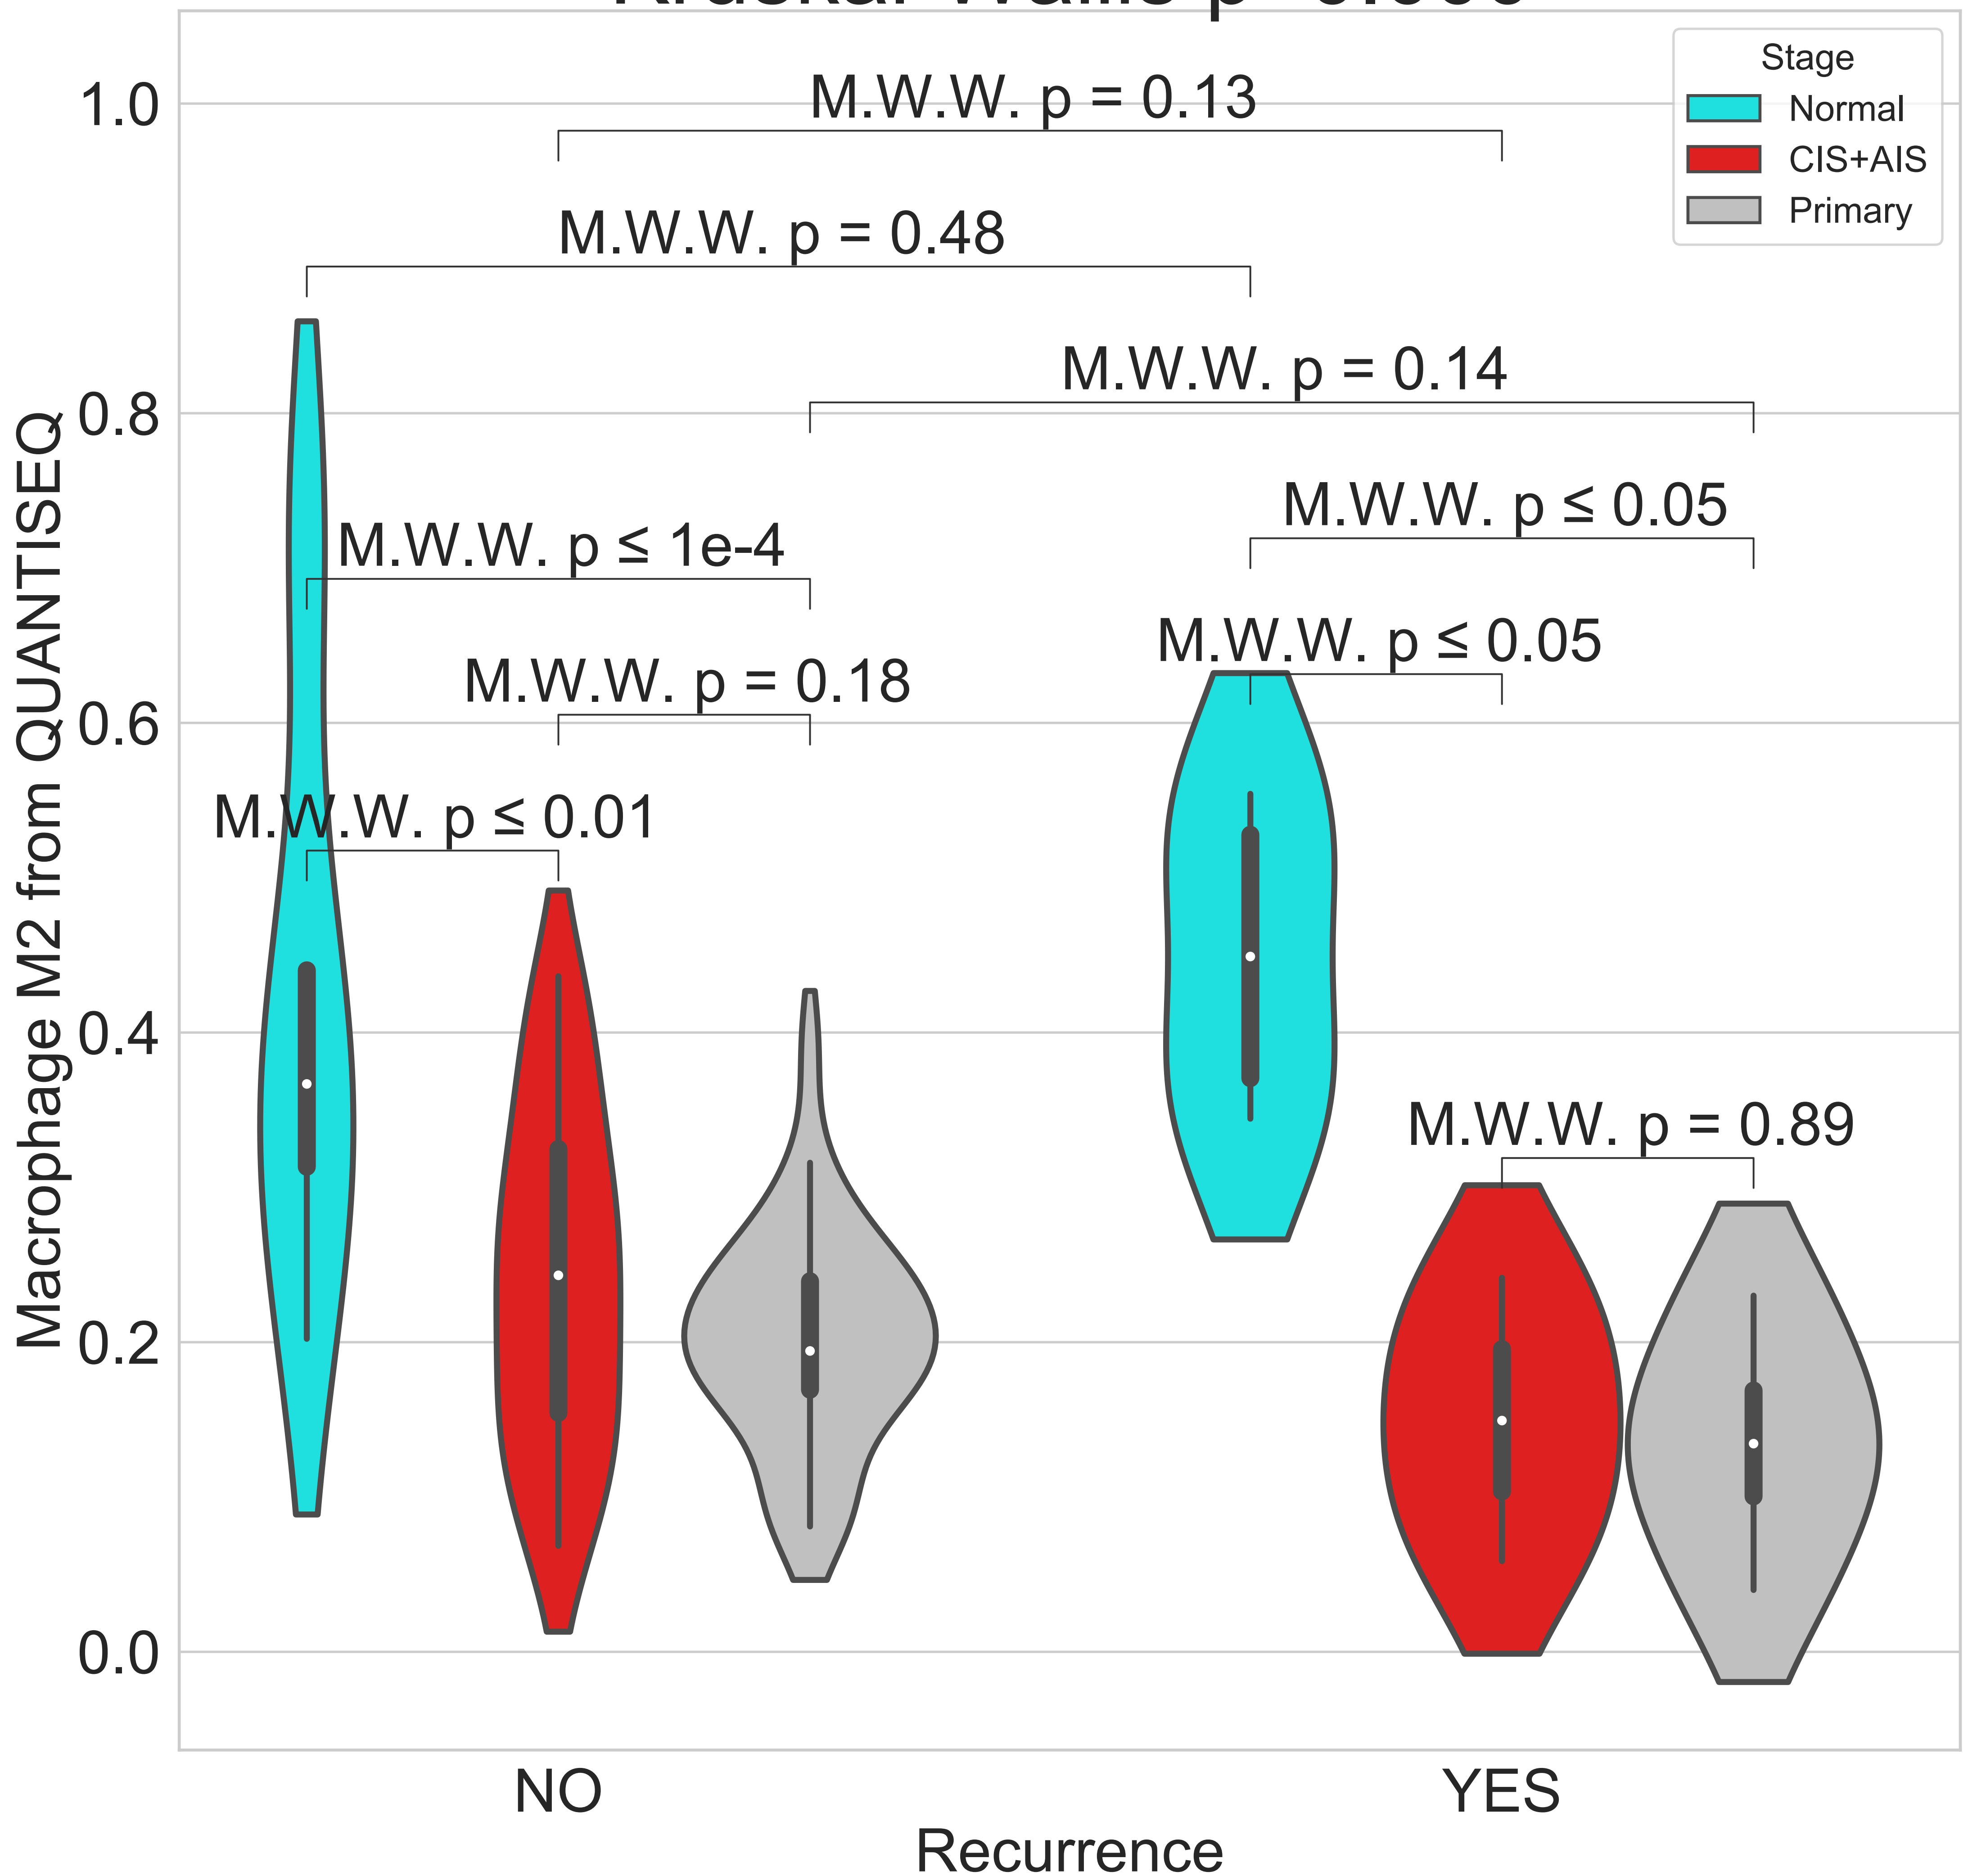 Stage
Normal
CIS+AIS
Primary
M.W.W. p = 0.13
M.W.W. p = 0.48
M.W.W. p = 0.14
M.W.W. p ≤ 0.05
M.W.W. p ≤ 1e-4
M.W.W. p ≤ 0.05
M.W.W. p = 0.18
M.W.W. p ≤ 0.01
M.W.W. p = 0.89
Macrophage M2 from QUANTISEQ
1.0
0.8
0.6
0.4
0.2
0.0
NO
YES
Recurrence